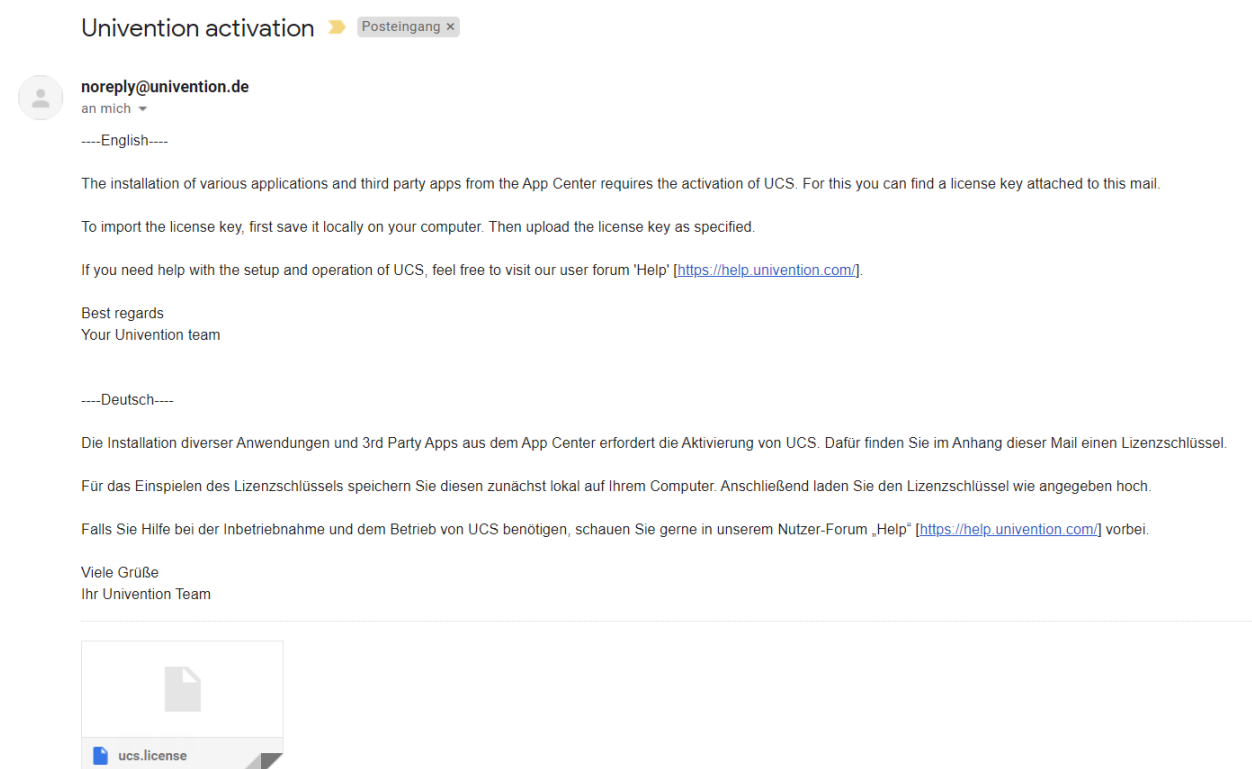 Univention activation Posteingang ×
noreply@univention.de
an mich
----English----
The installation of various applications and third party apps from the App Center requires the activation of UCS. For this you can find a license key attached to this mail.
To import the license key, first save it locally on your computer. Then upload the license key as specified.
If you need help with the setup and operation of UCS, feel free to visit our user forum 'Help' [https://help.univention.com/].
Best regards
Your Univention team
----Deutsch----
Die Installation diverser Anwendungen und 3rd Party Apps aus dem App Center erfordert die Aktivierung von UCS. Dafür finden Sie im Anhang dieser Mail einen Lizenzschlüssel.
Für das Einspielen des Lizenzschlüssels speichern Sie diesen zunächst lokal auf Ihrem Computer. Anschließend laden Sie den Lizenzschlüssel wie angegeben hoch.
Falls Sie Hilfe bei der Inbetriebnahme und dem Betrieb von UCS benötigen, schauen Sie gerne in unserem Nutzer-Forum „Help“ [https://help.univention.com/] vorbei.
Viele Grüße
Ihr Univention Team
ucs.license